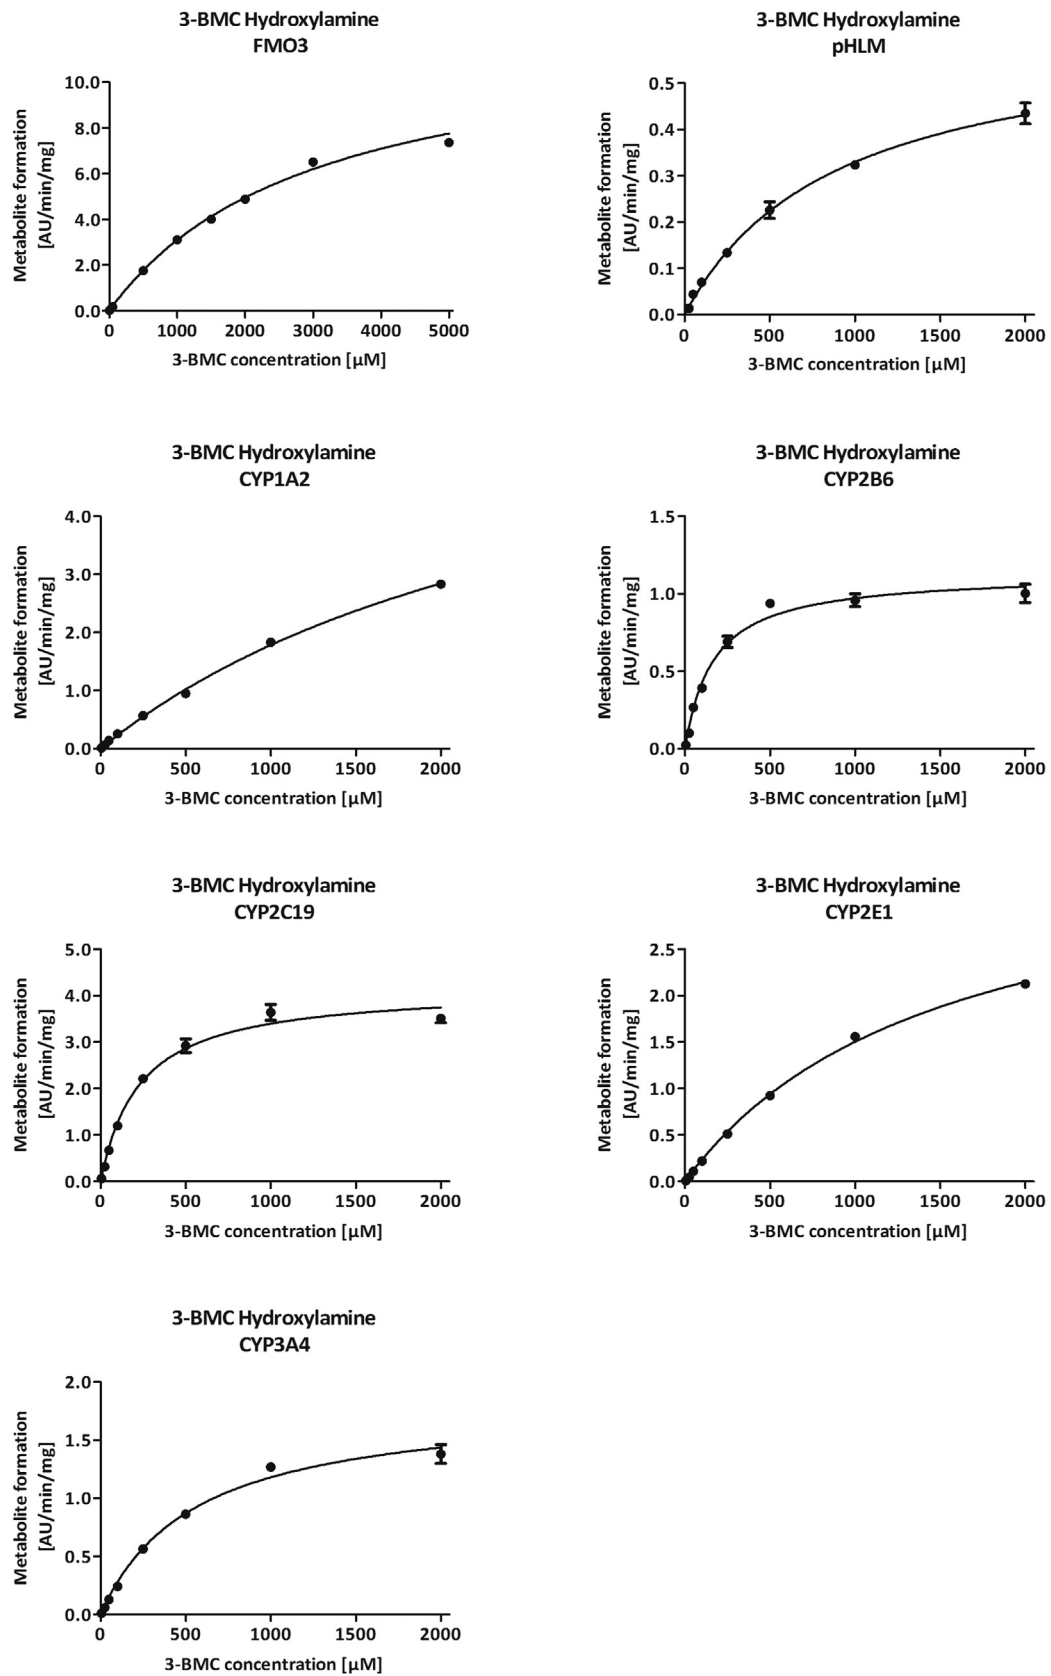 3-BMC Hydroxylamine
FMO3
Metabolite formation
[AU/min/mg]
10.0
8.0
6.0
4.0
2.0
0.0
0 1000 2000 3000 4000 5000
3-BMC concentration [µM]
3-BMC Hydroxylamine
pHLM
Metabolite formation
[AU/min/mg]
0.5
0.4
0.3
0.2
0.1
0.0
0 500 1000 1500 2000
3-BMC concentration [µM]
3-BMC Hydroxylamine
CYP1A2
Metabolite formation
[AU/min/mg]
4.0
3.0
2.0
1.0
0.0
0 500 1000 1500 2000
3-BMC concentration [µM]
3-BMC Hydroxylamine
CYP2B6
Metabolite formation
[AU/min/mg]
1.5
1.0
0.5
0.0
0 500 1000 1500 2000
3-BMC concentration [µM]
3-BMC Hydroxylamine
CYP2C19
Metabolite formation
[AU/min/mg]
5.0
4.0
3.0
2.0
1.0
0.0
0 500 1000 1500 2000
3-BMC concentration [µM]
3-BMC Hydroxylamine
CYP2E1
Metabolite formation
[AU/min/mg]
2.5
2.0
1.5
1.0
0.5
0.0
0 500 1000 1500 2000
3-BMC concentration [µM]
3-BMC Hydroxylamine
CYP3A4
Metabolite formation
[AU/min/mg]
2.0
1.5
1.0
0.5
0.0
0 500 1000 1500 2000
3-BMC concentration [µM]